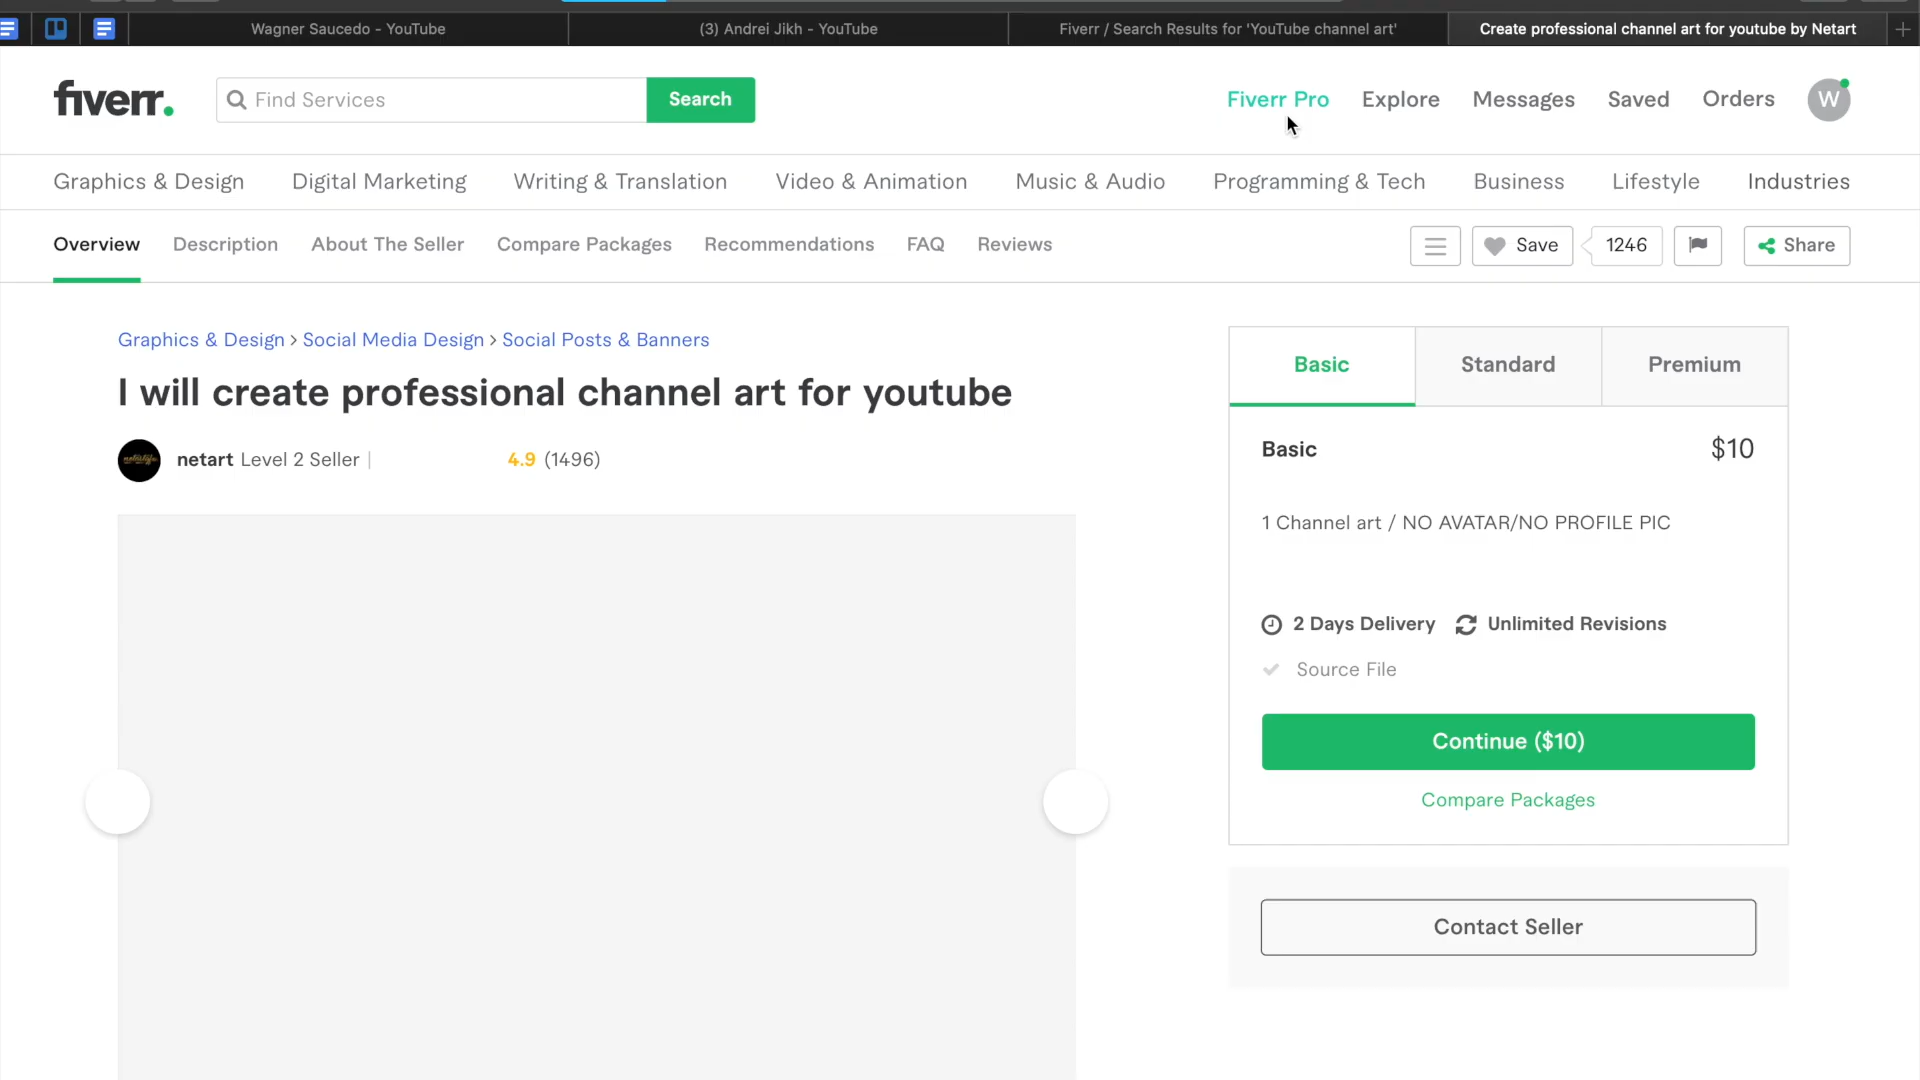 Wagner Saucedo - YouTube
(3) Andrei Jikh - YouTube
Fiverr / Search Results for 'YouTube channel art'
Create professional channel art for youtube by Netart
fiverr.
Find Services
Search
Fiverr Pro
Explore
Messages
Saved
Orders
W
Graphics & Design
Digital Marketing
Writing & Translation
Video & Animation
Music & Audio
Programming & Tech
Business
Lifestyle
Industries
Overview
Description
About The Seller
Compare Packages
Recommendations
FAQ
Reviews
Save
1246
Share
Graphics & Design › Social Media Design › Social Posts & Banners
I will create professional channel art for youtube
netart Level 2 Seller |
4.9 (1496)
Basic
Standard
Premium
Basic
$10
1 Channel art / NO AVATAR/NO PROFILE PIC
2 Days Delivery
Unlimited Revisions
Source File
Continue ($10)
Compare Packages
Contact Seller